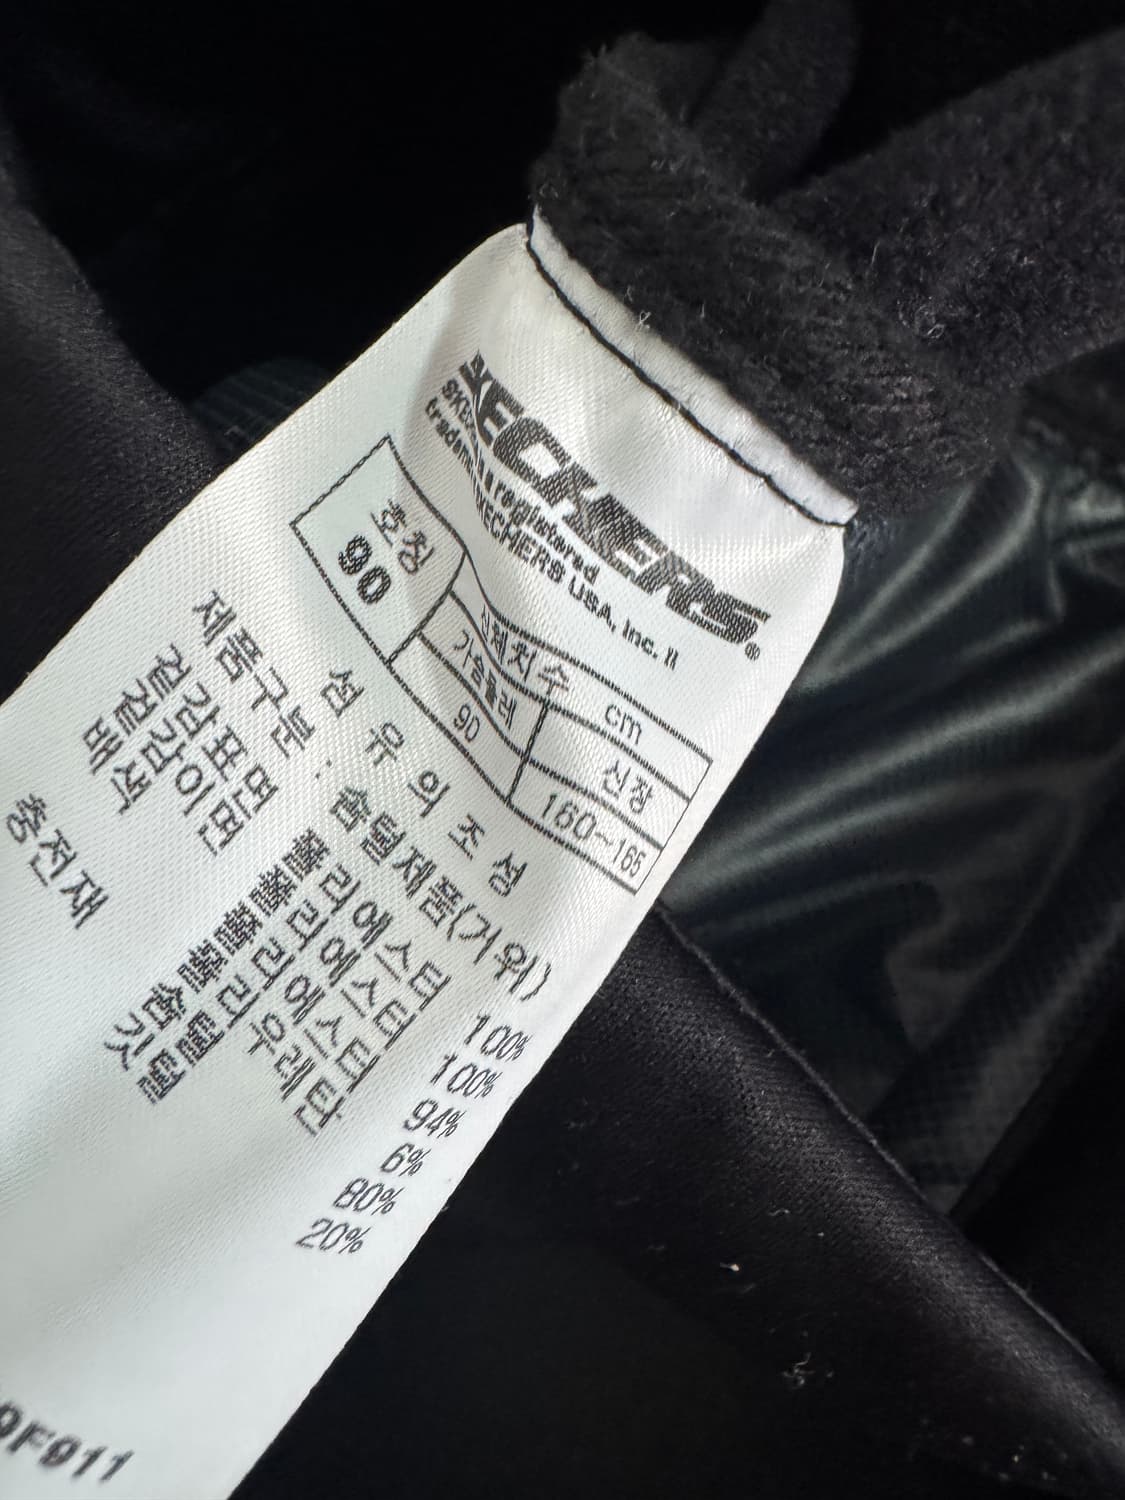 SKECHERS®
SKECHERS is a registered
trademark of SKECHERS USA, Inc. II
호칭 신체치수 cm
90 가슴둘레 신장
90 160~165
섬 유 의 조 성
제품구분 : 솜털제품(거위)
겉감표면 폴리에스터 100%
겉감이면 폴리에스터 100%
배색 폴리에스터 94%
폴리우레탄 6%
충전재 솜털 80%
깃털 20%
9F911